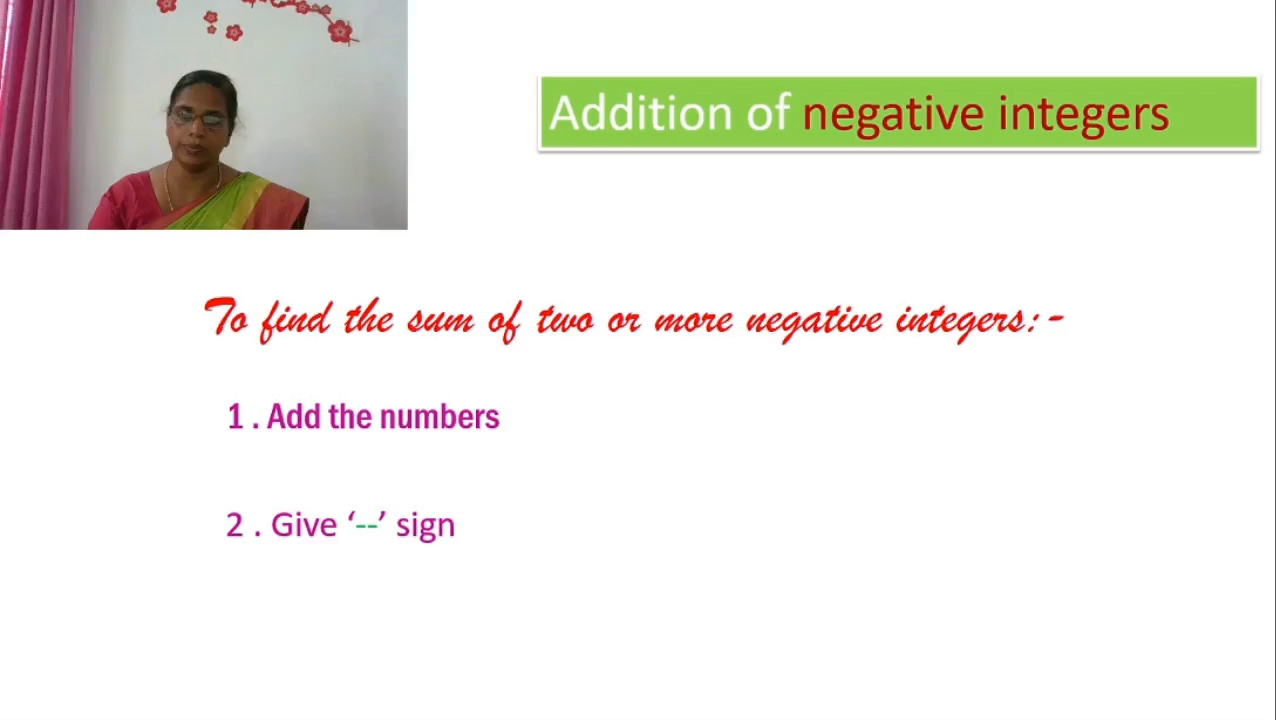 Addition of negative integers
To find the sum of two or more negative integers:-
1 . Add the numbers
2 . Give ‘--’ sign